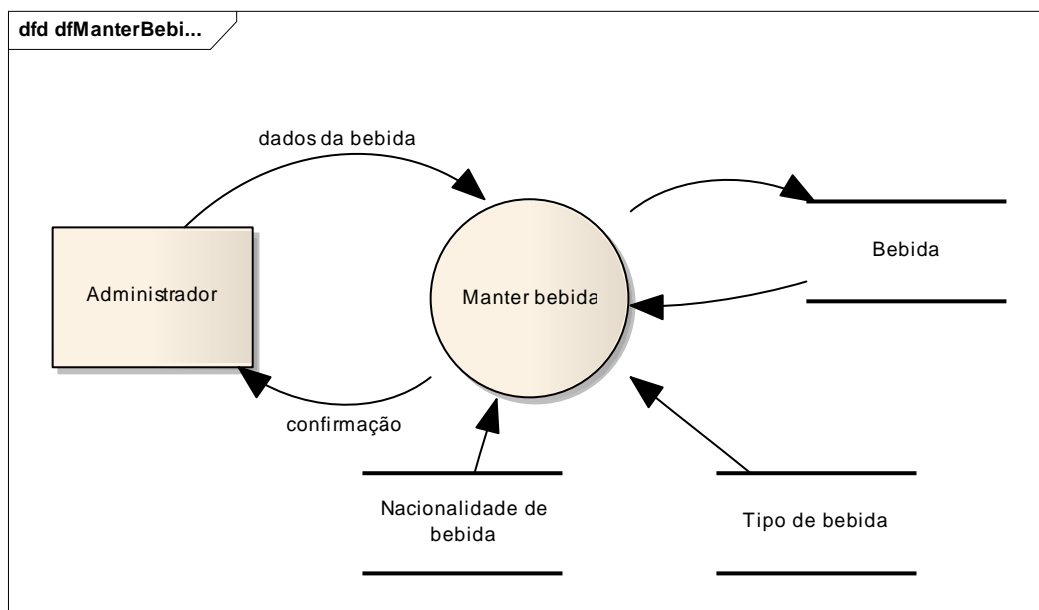 dfd dfManterBebi...
dados da bebida
Administrador
Manter bebida
Bebida
confirmação
Nacionalidade de
bebida
Tipo de bebida